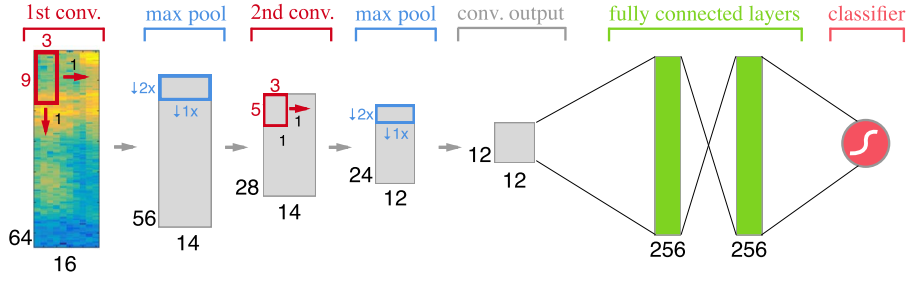 1st conv.
max pool
2nd conv.
max pool
conv. output
fully connected layers
classifier
3
9
1
1
64
16
↓2x
↓1x
56
14
3
5
1
1
28
14
↓2x
↓1x
24
12
12
12
256
256